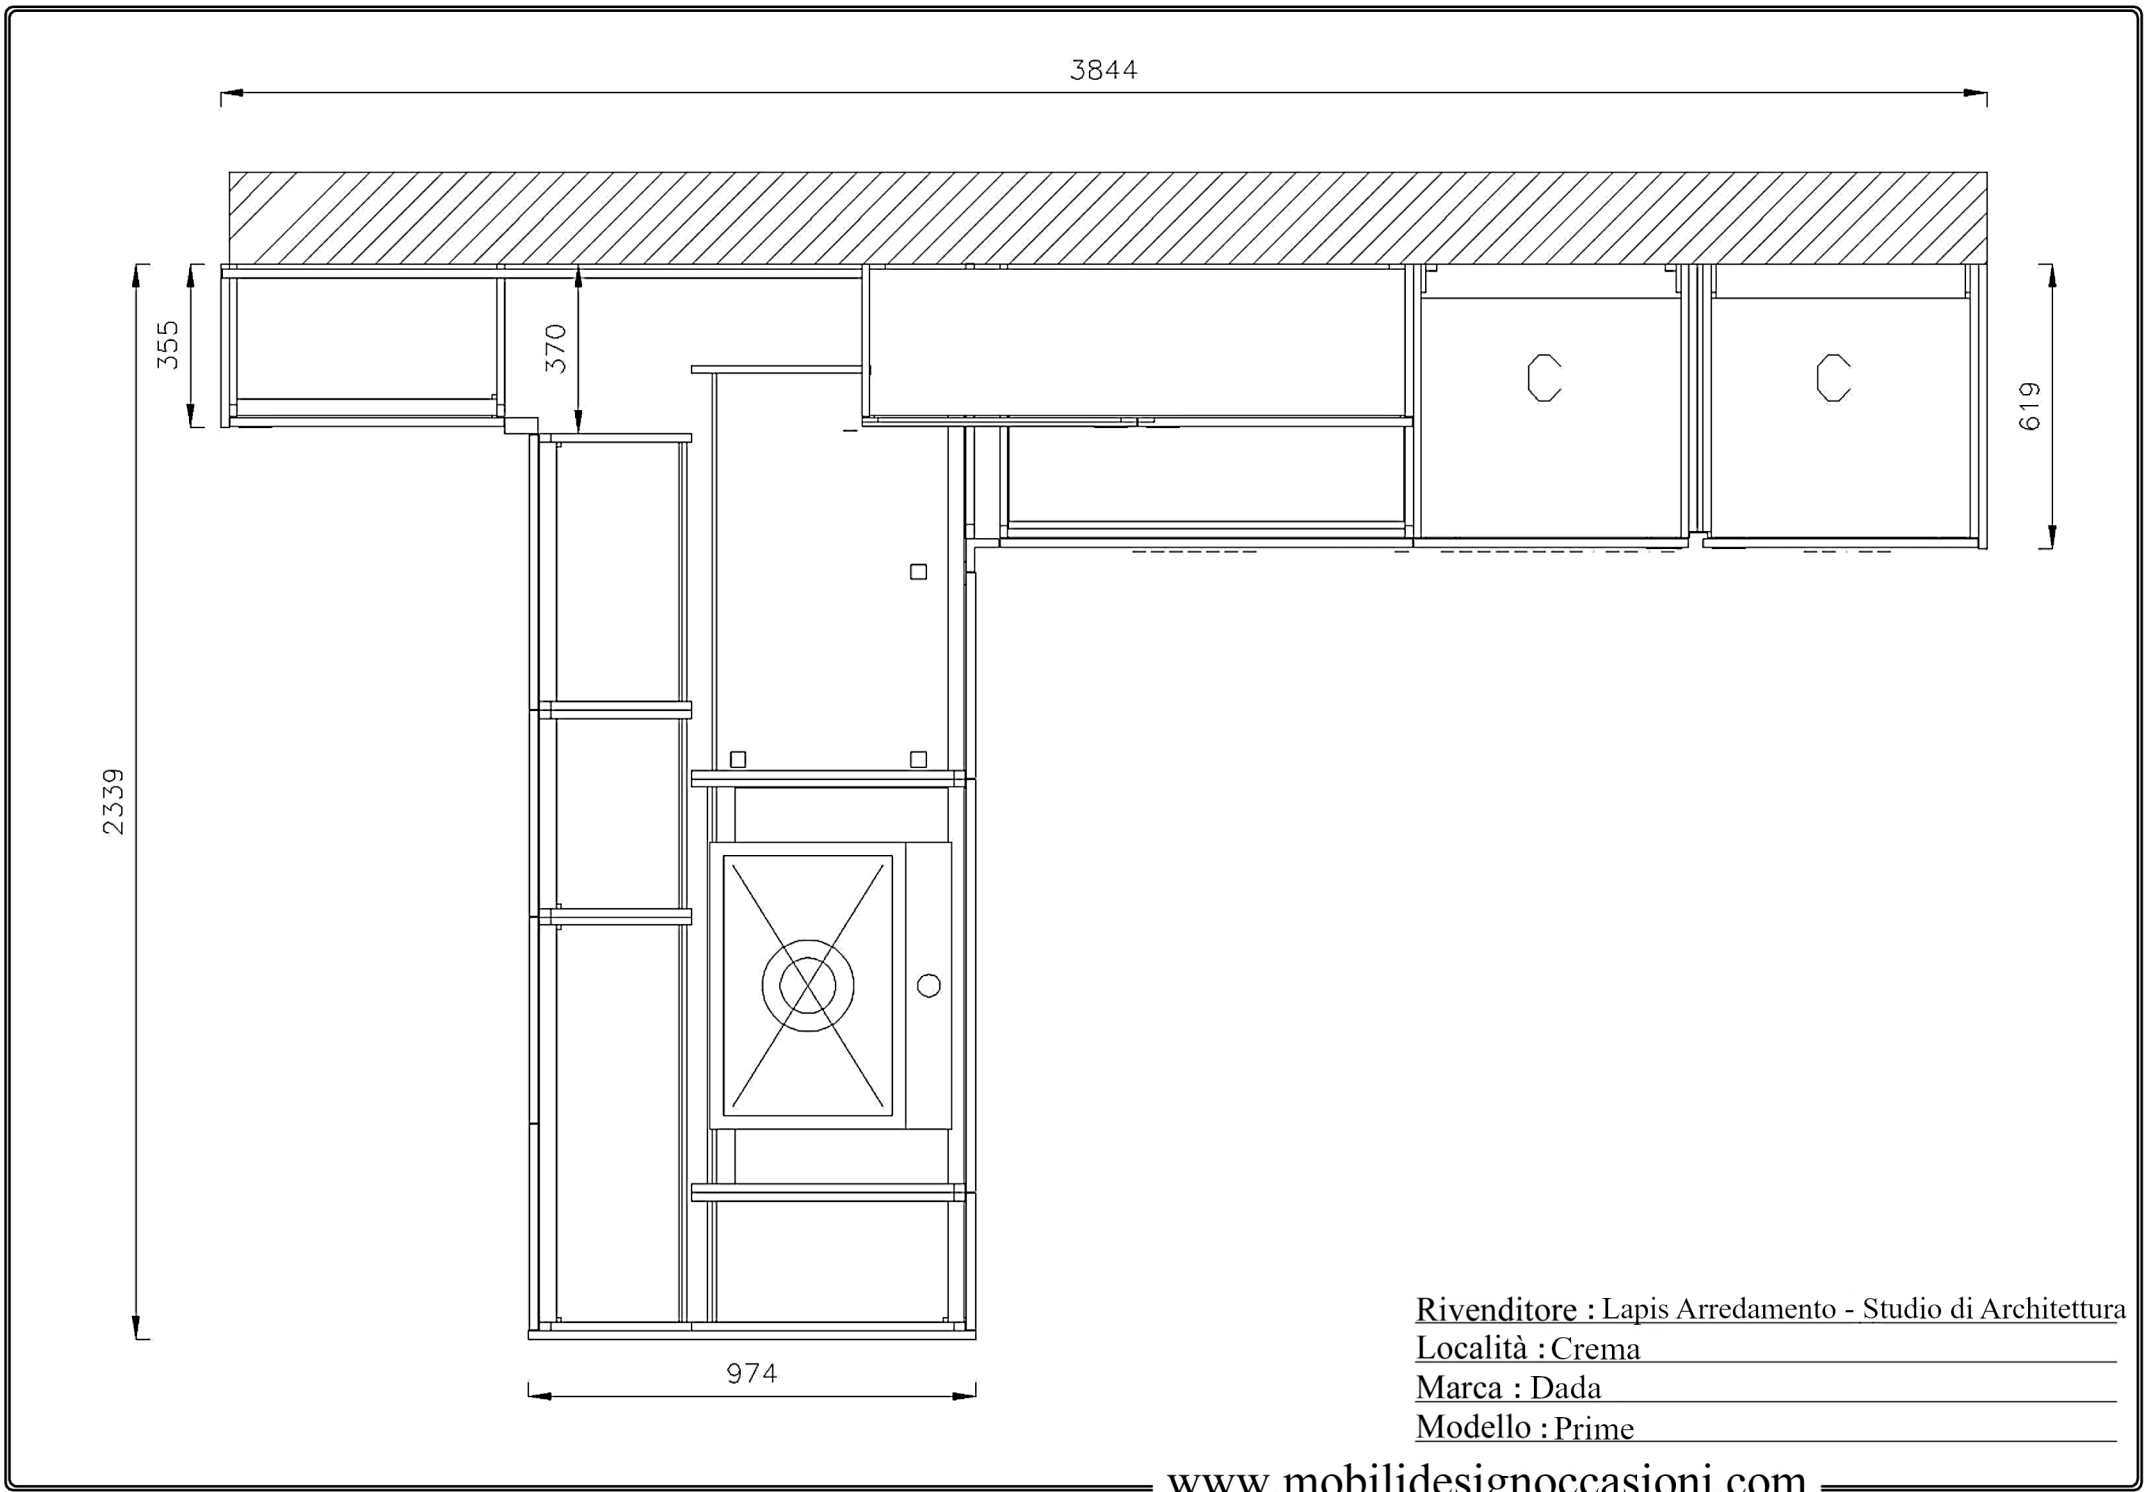 3844
355
370
619
2339
974
Rivenditore : Lapis Arredamento - Studio di Architettura
Località : Crema
Marca : Dada
Modello : Prime
www.mobilidesignoccasioni.com